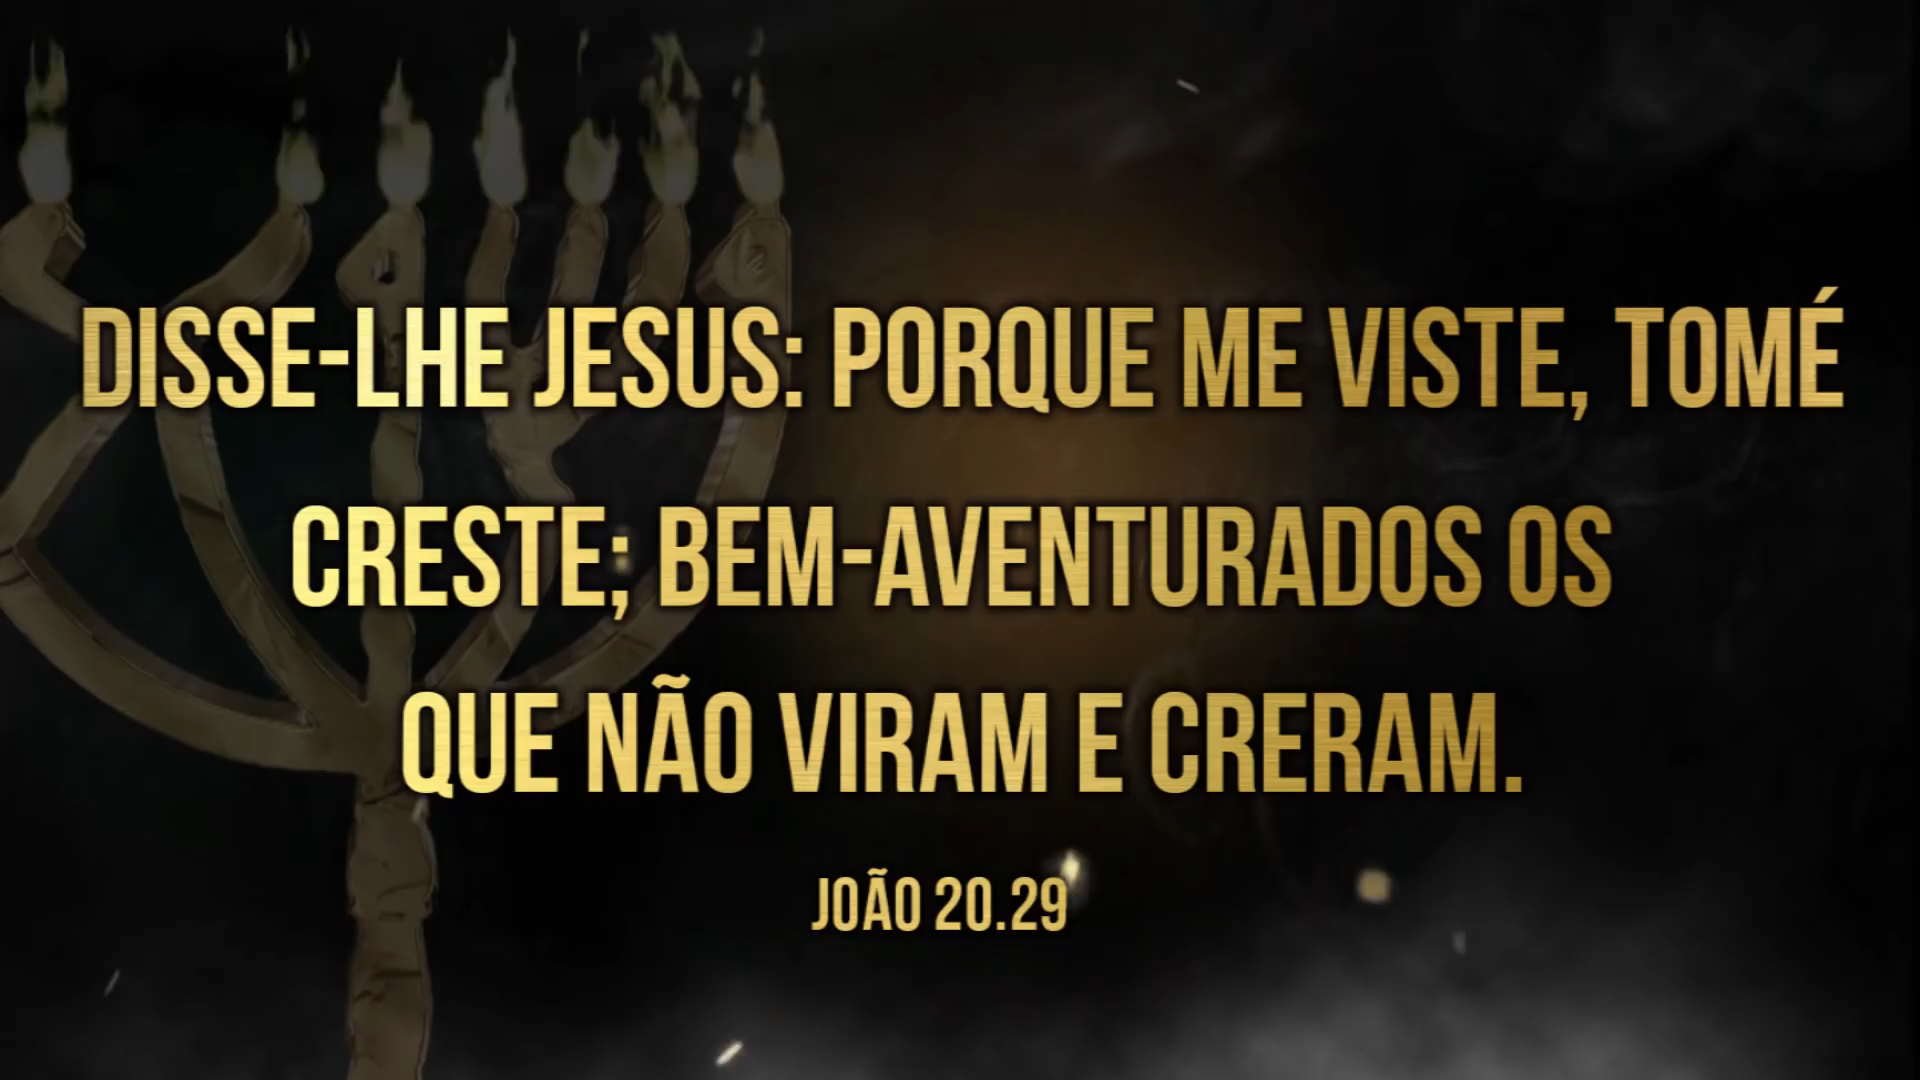 DISSE-LHE JESUS: PORQUE ME VISTE, TOMÉ
CRESTE; BEM-AVENTURADOS OS
QUE NÃO VIRAM E CRERAM.
JOÃO 20.29